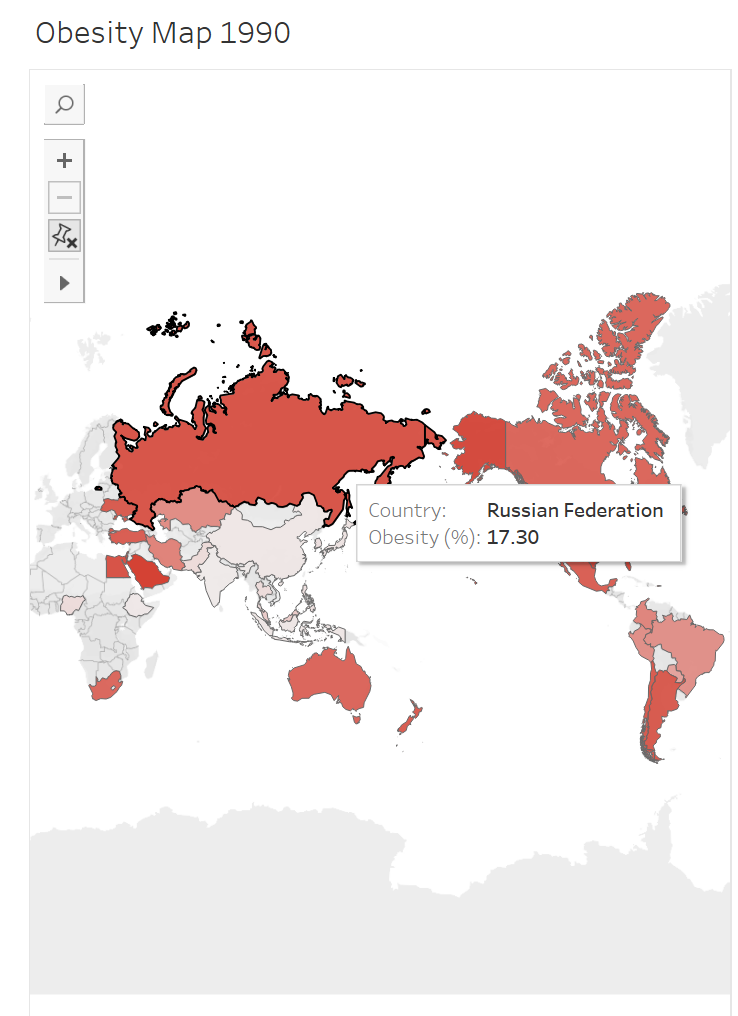 Obesity Map 1990
Country: Russian Federation
Obesity (%): 17.30